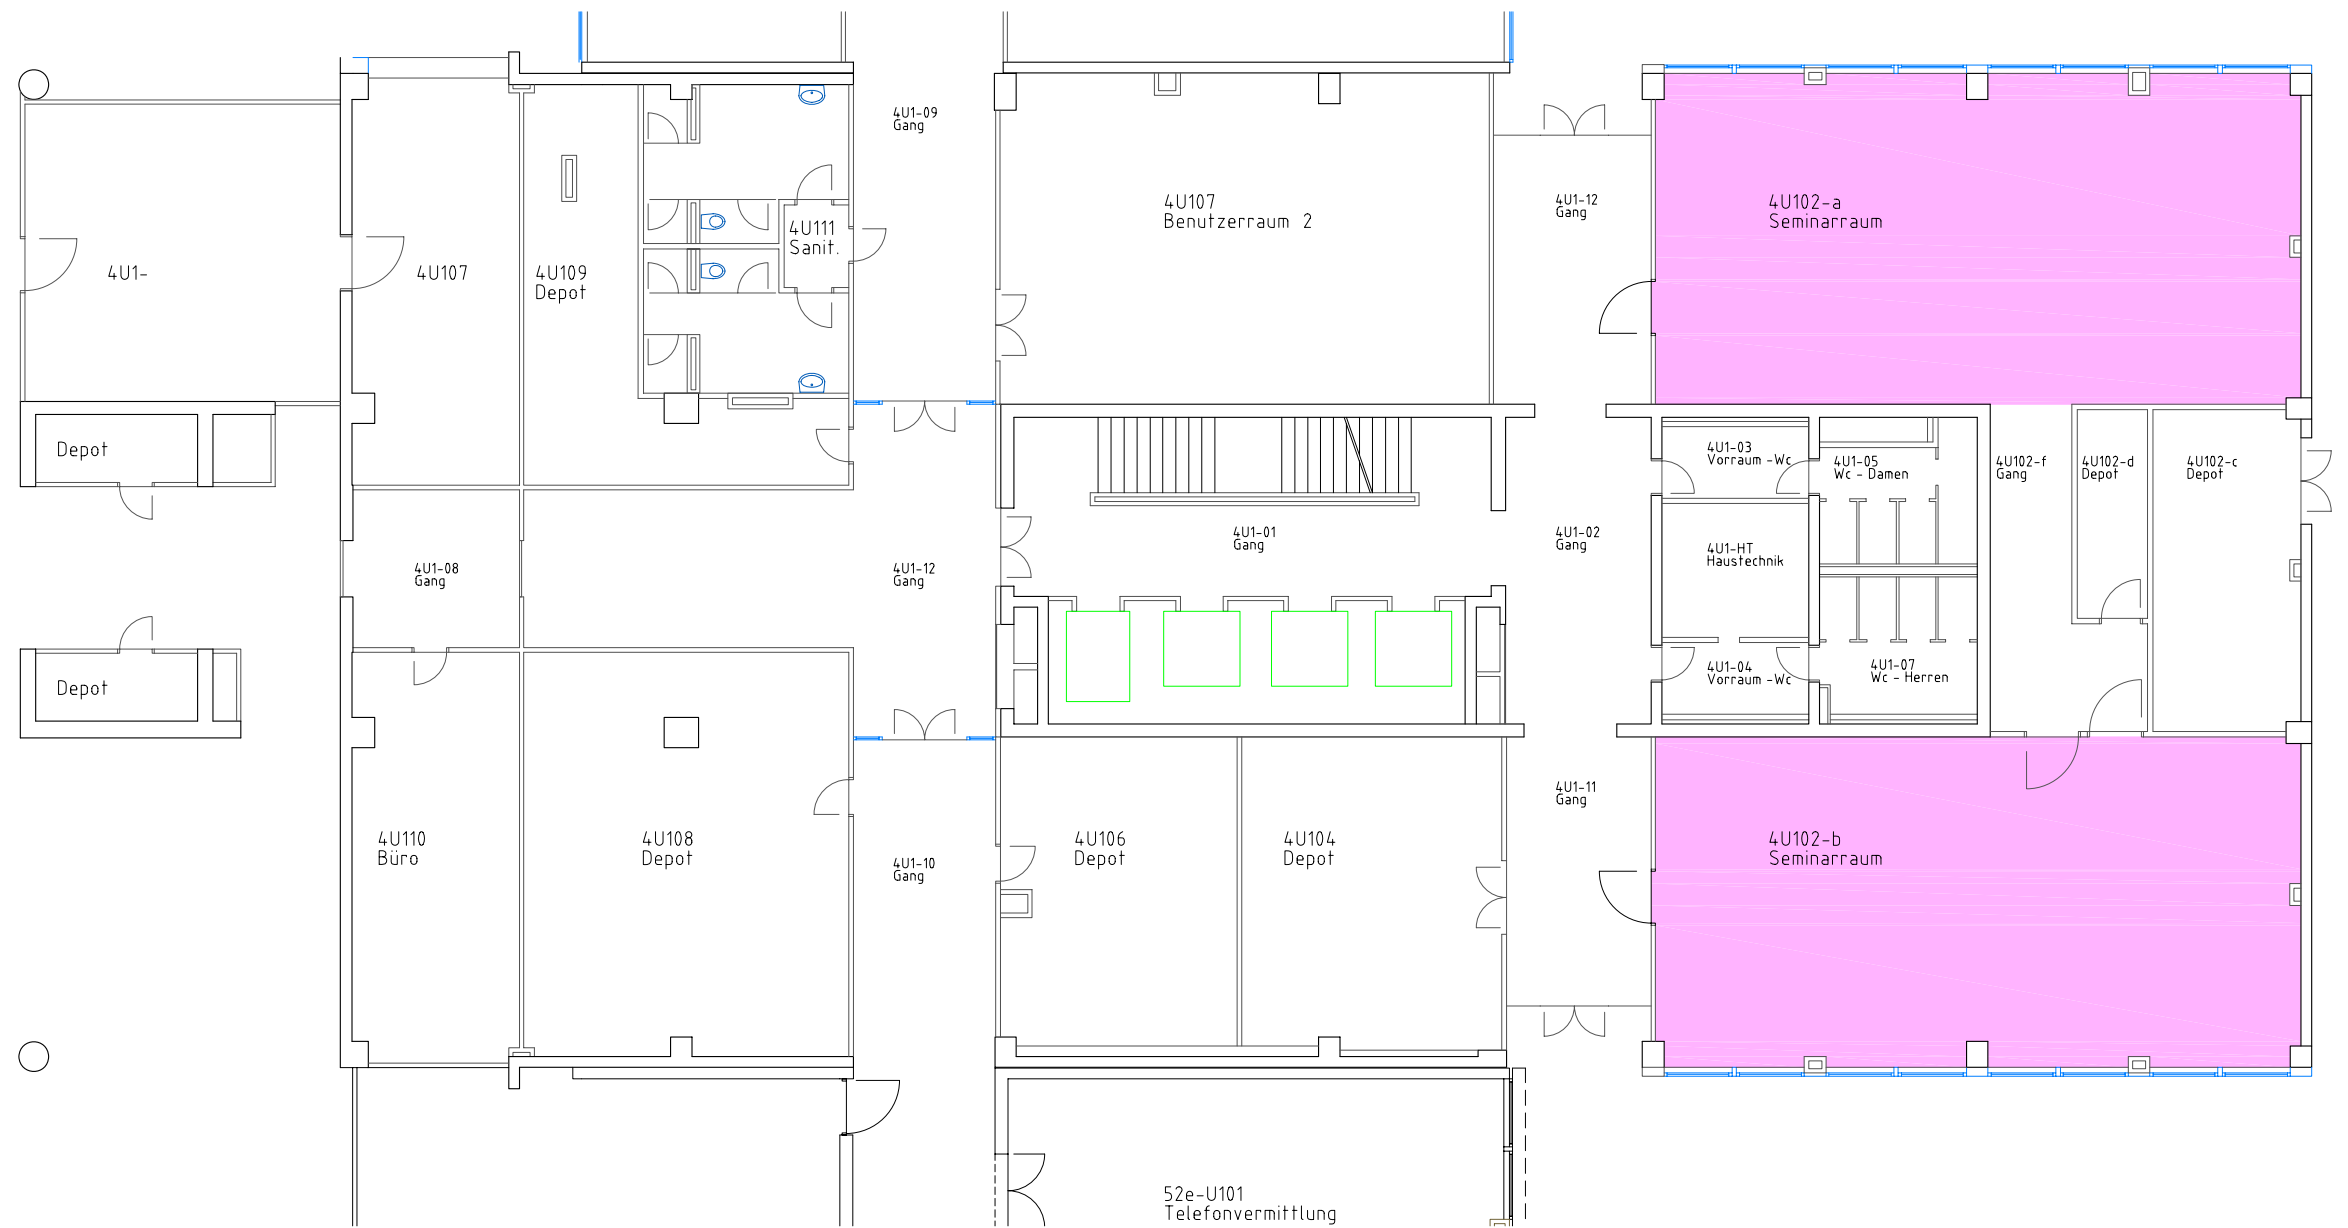 4U1-09
Gang
4U107
Benutzerraum 2
4U1-12
Gang
4U102-a
Seminarraum
4U111
Sanit.
4U1-
4U107
4U109
Depot
Depot
4U1-03
Vorraum -Wc
4U1-05
Wc - Damen
4U102-f
Gang
4U102-d
Depot
4U102-c
Depot
4U1-01
Gang
4U1-02
Gang
4U1-HT
Haustechnik
4U1-08
Gang
4U1-12
Gang
Depot
4U1-04
Vorraum -Wc
4U1-07
Wc - Herren
4U1-11
Gang
4U110
Büro
4U108
Depot
4U1-10
Gang
4U106
Depot
4U104
Depot
4U102-b
Seminarraum
52e-U101
Telefonvermittlung